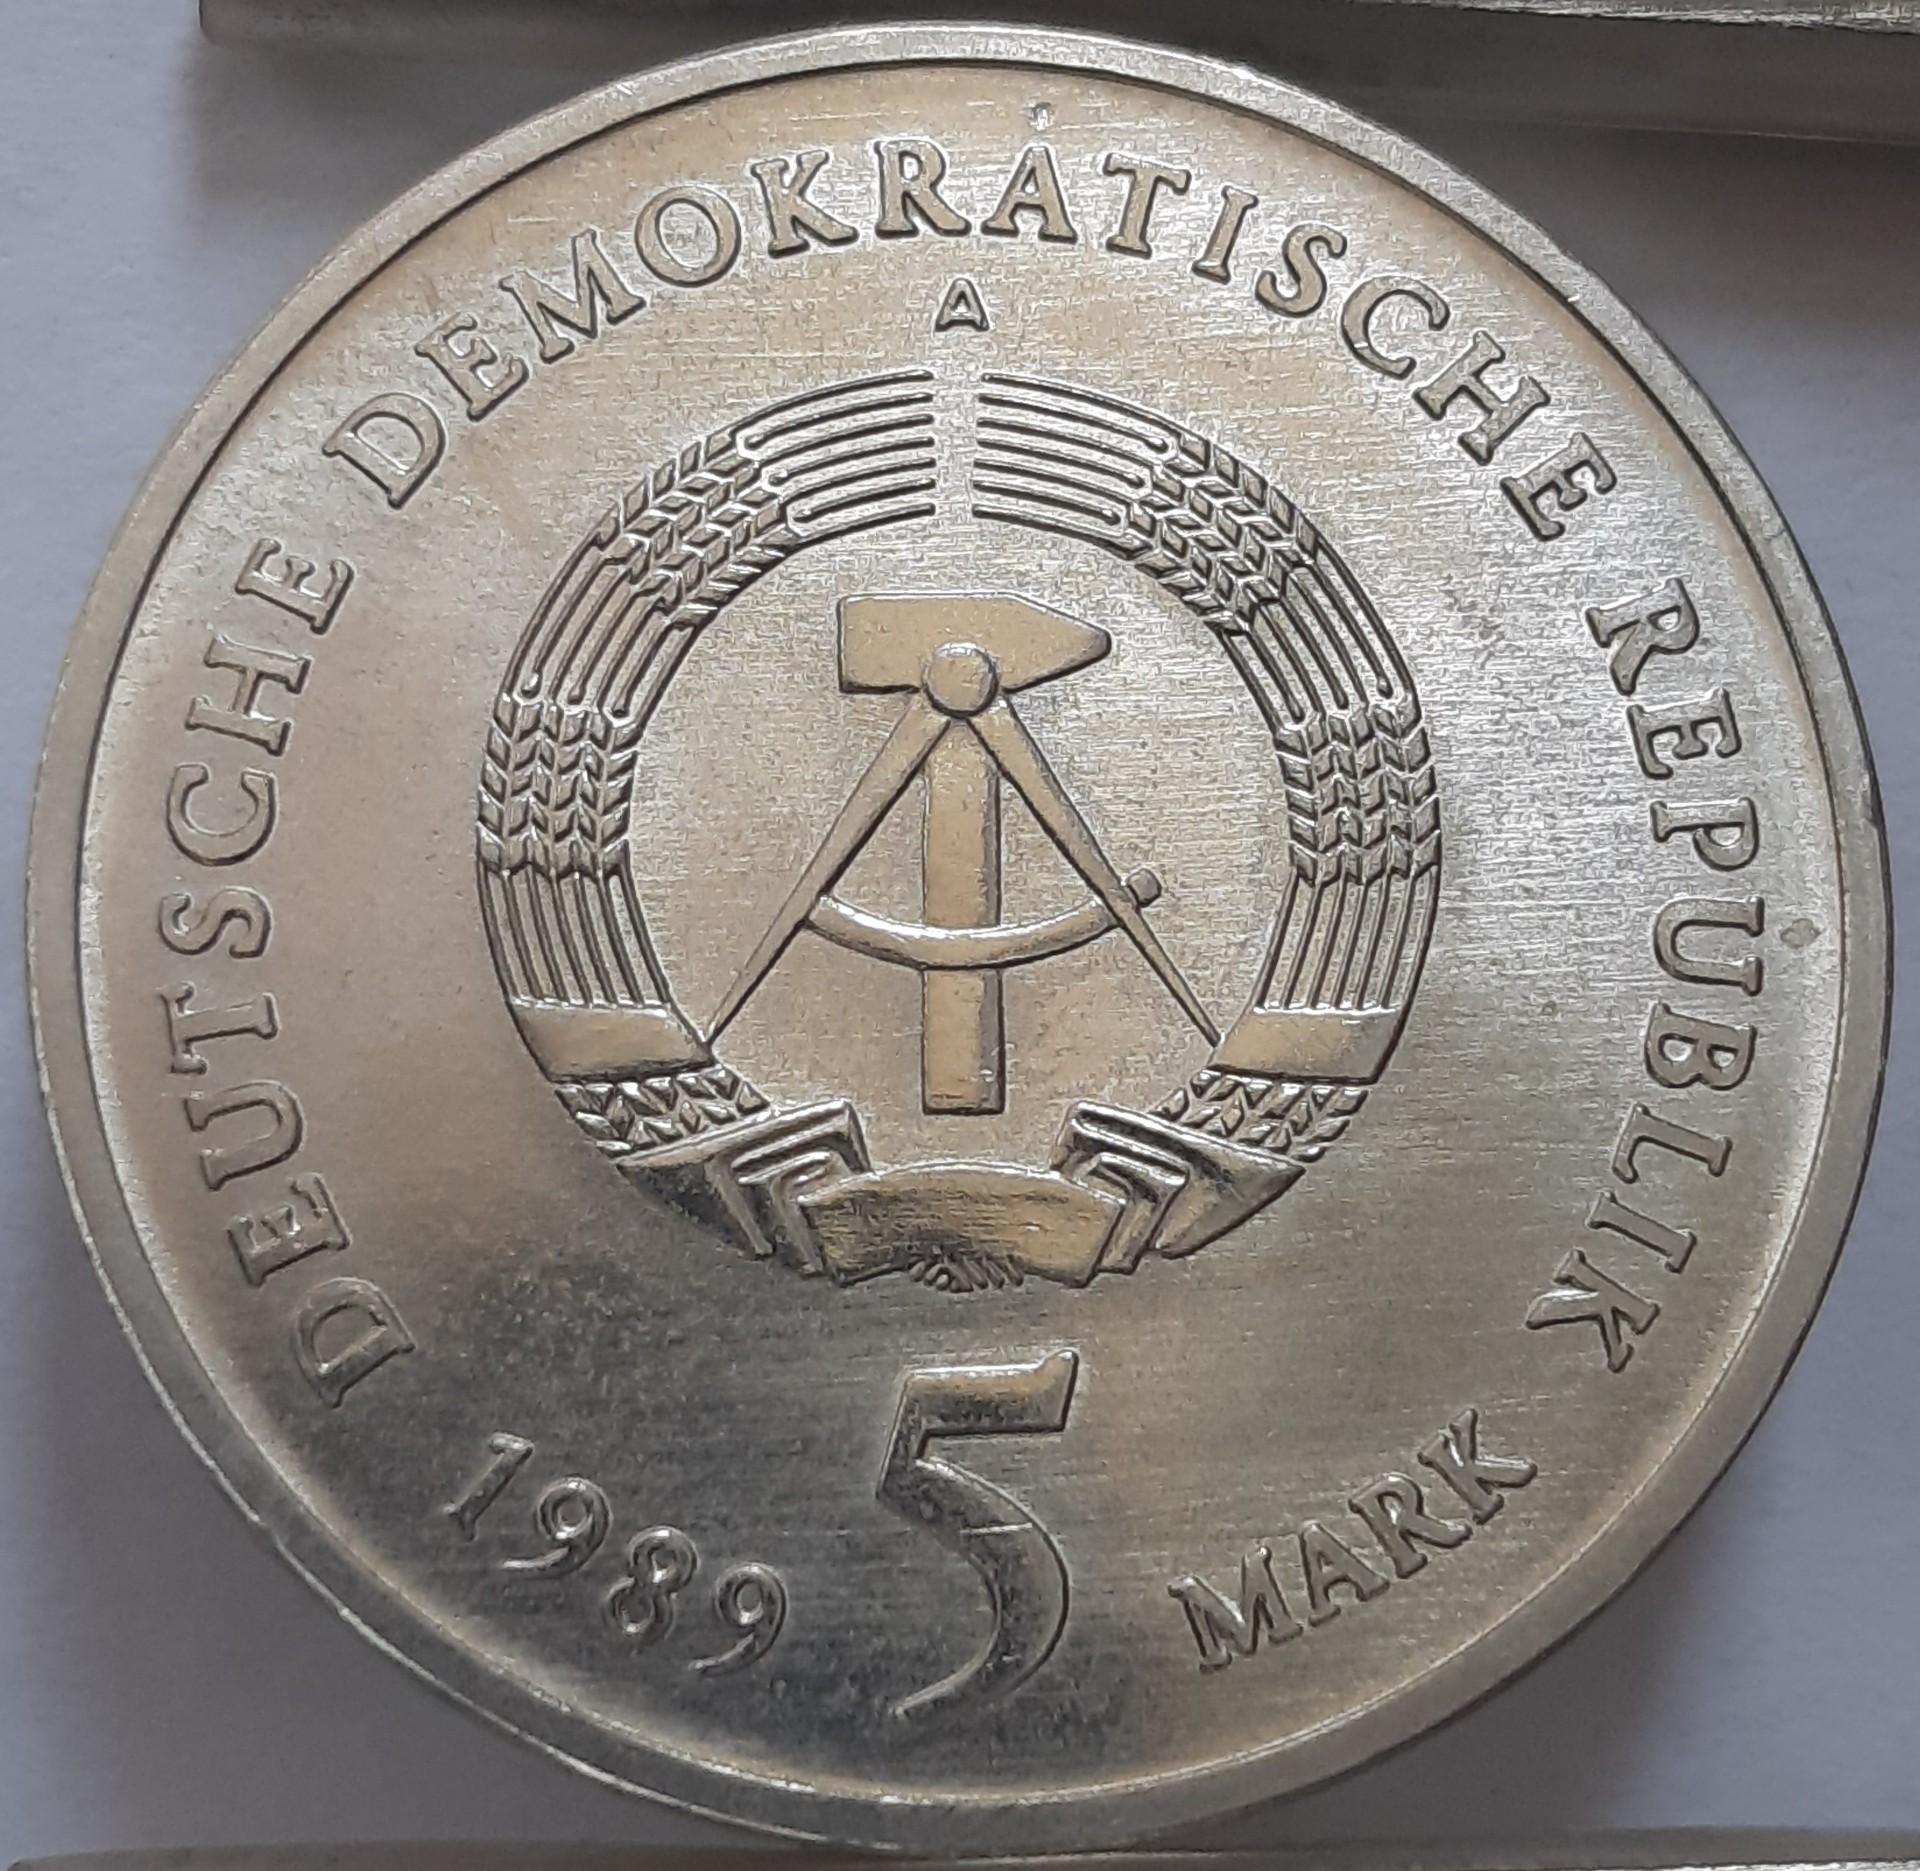 DEUTSCHE DEMOKRATISCHE REPUBLIK
A
1989 5 MARK